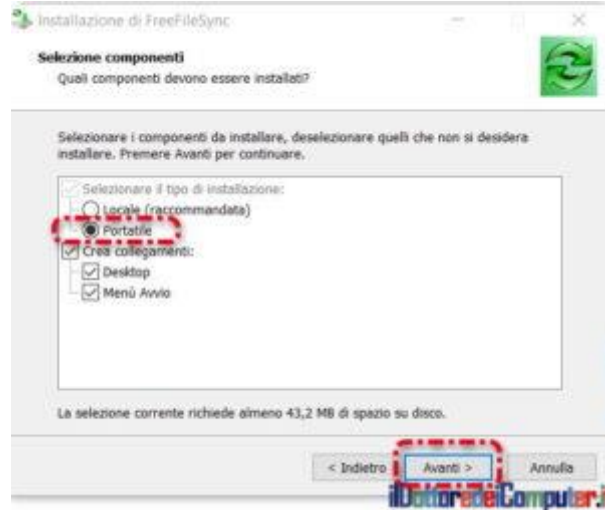 Installazione di FreeFileSync
Selezione componenti
Quali componenti devono essere installati?
Selezionare i componenti da installare, deselezionare quelli che non si desidera
installare. Premere Avanti per continuare.
Selezionare il tipo di installazione:
Locale (raccommandata)
Portatile
Crea collegamenti:
Desktop
Menù Avvio
La selezione corrente richiede almeno 43,2 MB di spazio su disco.
< Indietro Avanti > Annulla
ilDottoredeiComputer.i